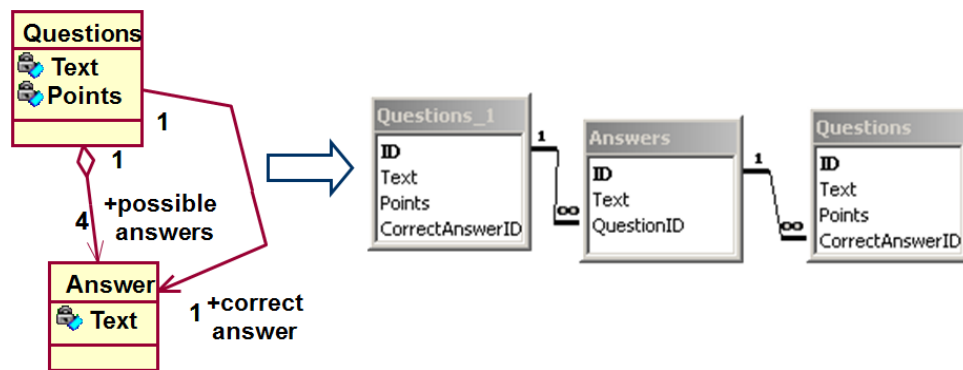 Questions
Text
Points
1
1
4
+possible
answers
Answer
Text
1
+correct
answer
Questions_1
ID
Text
Points
CorrectAnswerID
1
∞
Answers
ID
Text
QuestionID
1
∞
Questions
ID
Text
Points
CorrectAnswerID